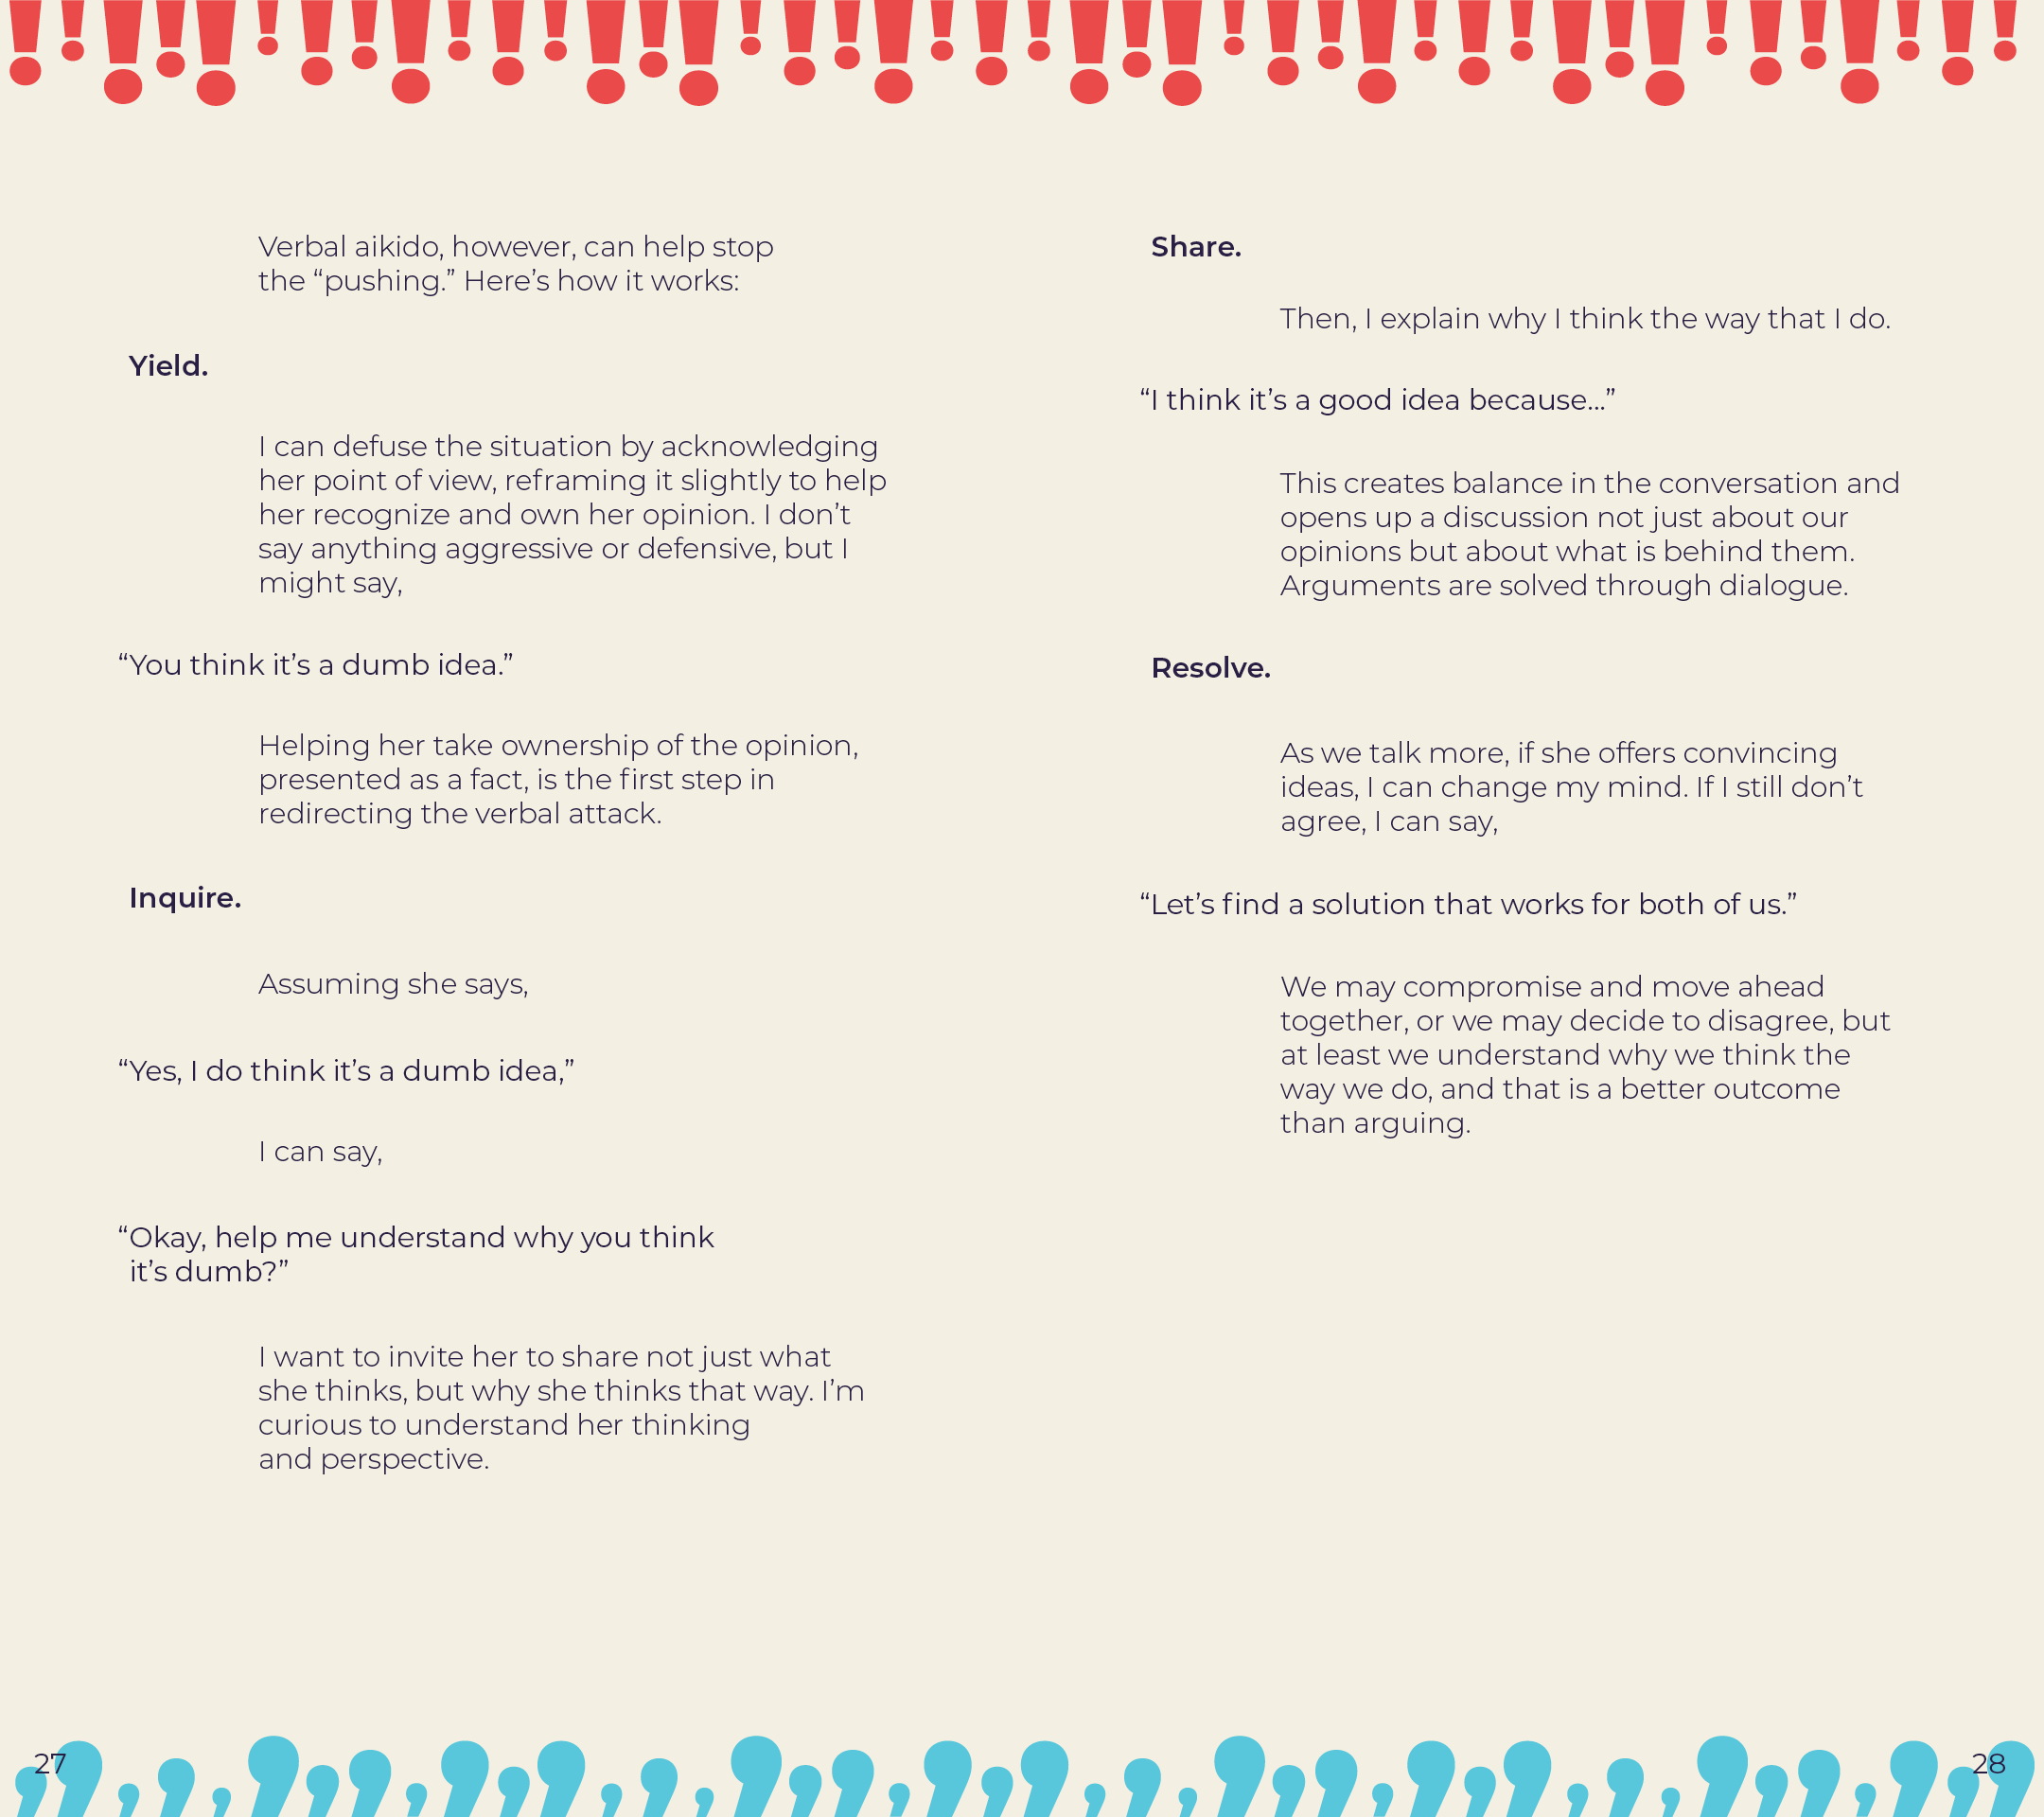 Verbal aikido, however, can help stop
the “pushing.” Here’s how it works:
Yield.
I can defuse the situation by acknowledging
her point of view, reframing it slightly to help
her recognize and own her opinion. I don’t
say anything aggressive or defensive, but I
might say,
“You think it’s a dumb idea.”
Helping her take ownership of the opinion,
presented as a fact, is the first step in
redirecting the verbal attack.
Inquire.
Assuming she says,
“Yes, I do think it’s a dumb idea,”
I can say,
“Okay, help me understand why you think
it’s dumb?”
I want to invite her to share not just what
she thinks, but why she thinks that way. I’m
curious to understand her thinking
and perspective.
27
Share.
Then, I explain why I think the way that I do.
“I think it’s a good idea because...”
This creates balance in the conversation and
opens up a discussion not just about our
opinions but about what is behind them.
Arguments are solved through dialogue.
Resolve.
As we talk more, if she offers convincing
ideas, I can change my mind. If I still don’t
agree, I can say,
“Let’s find a solution that works for both of us.”
We may compromise and move ahead
together, or we may decide to disagree, but
at least we understand why we think the
way we do, and that is a better outcome
than arguing.
28